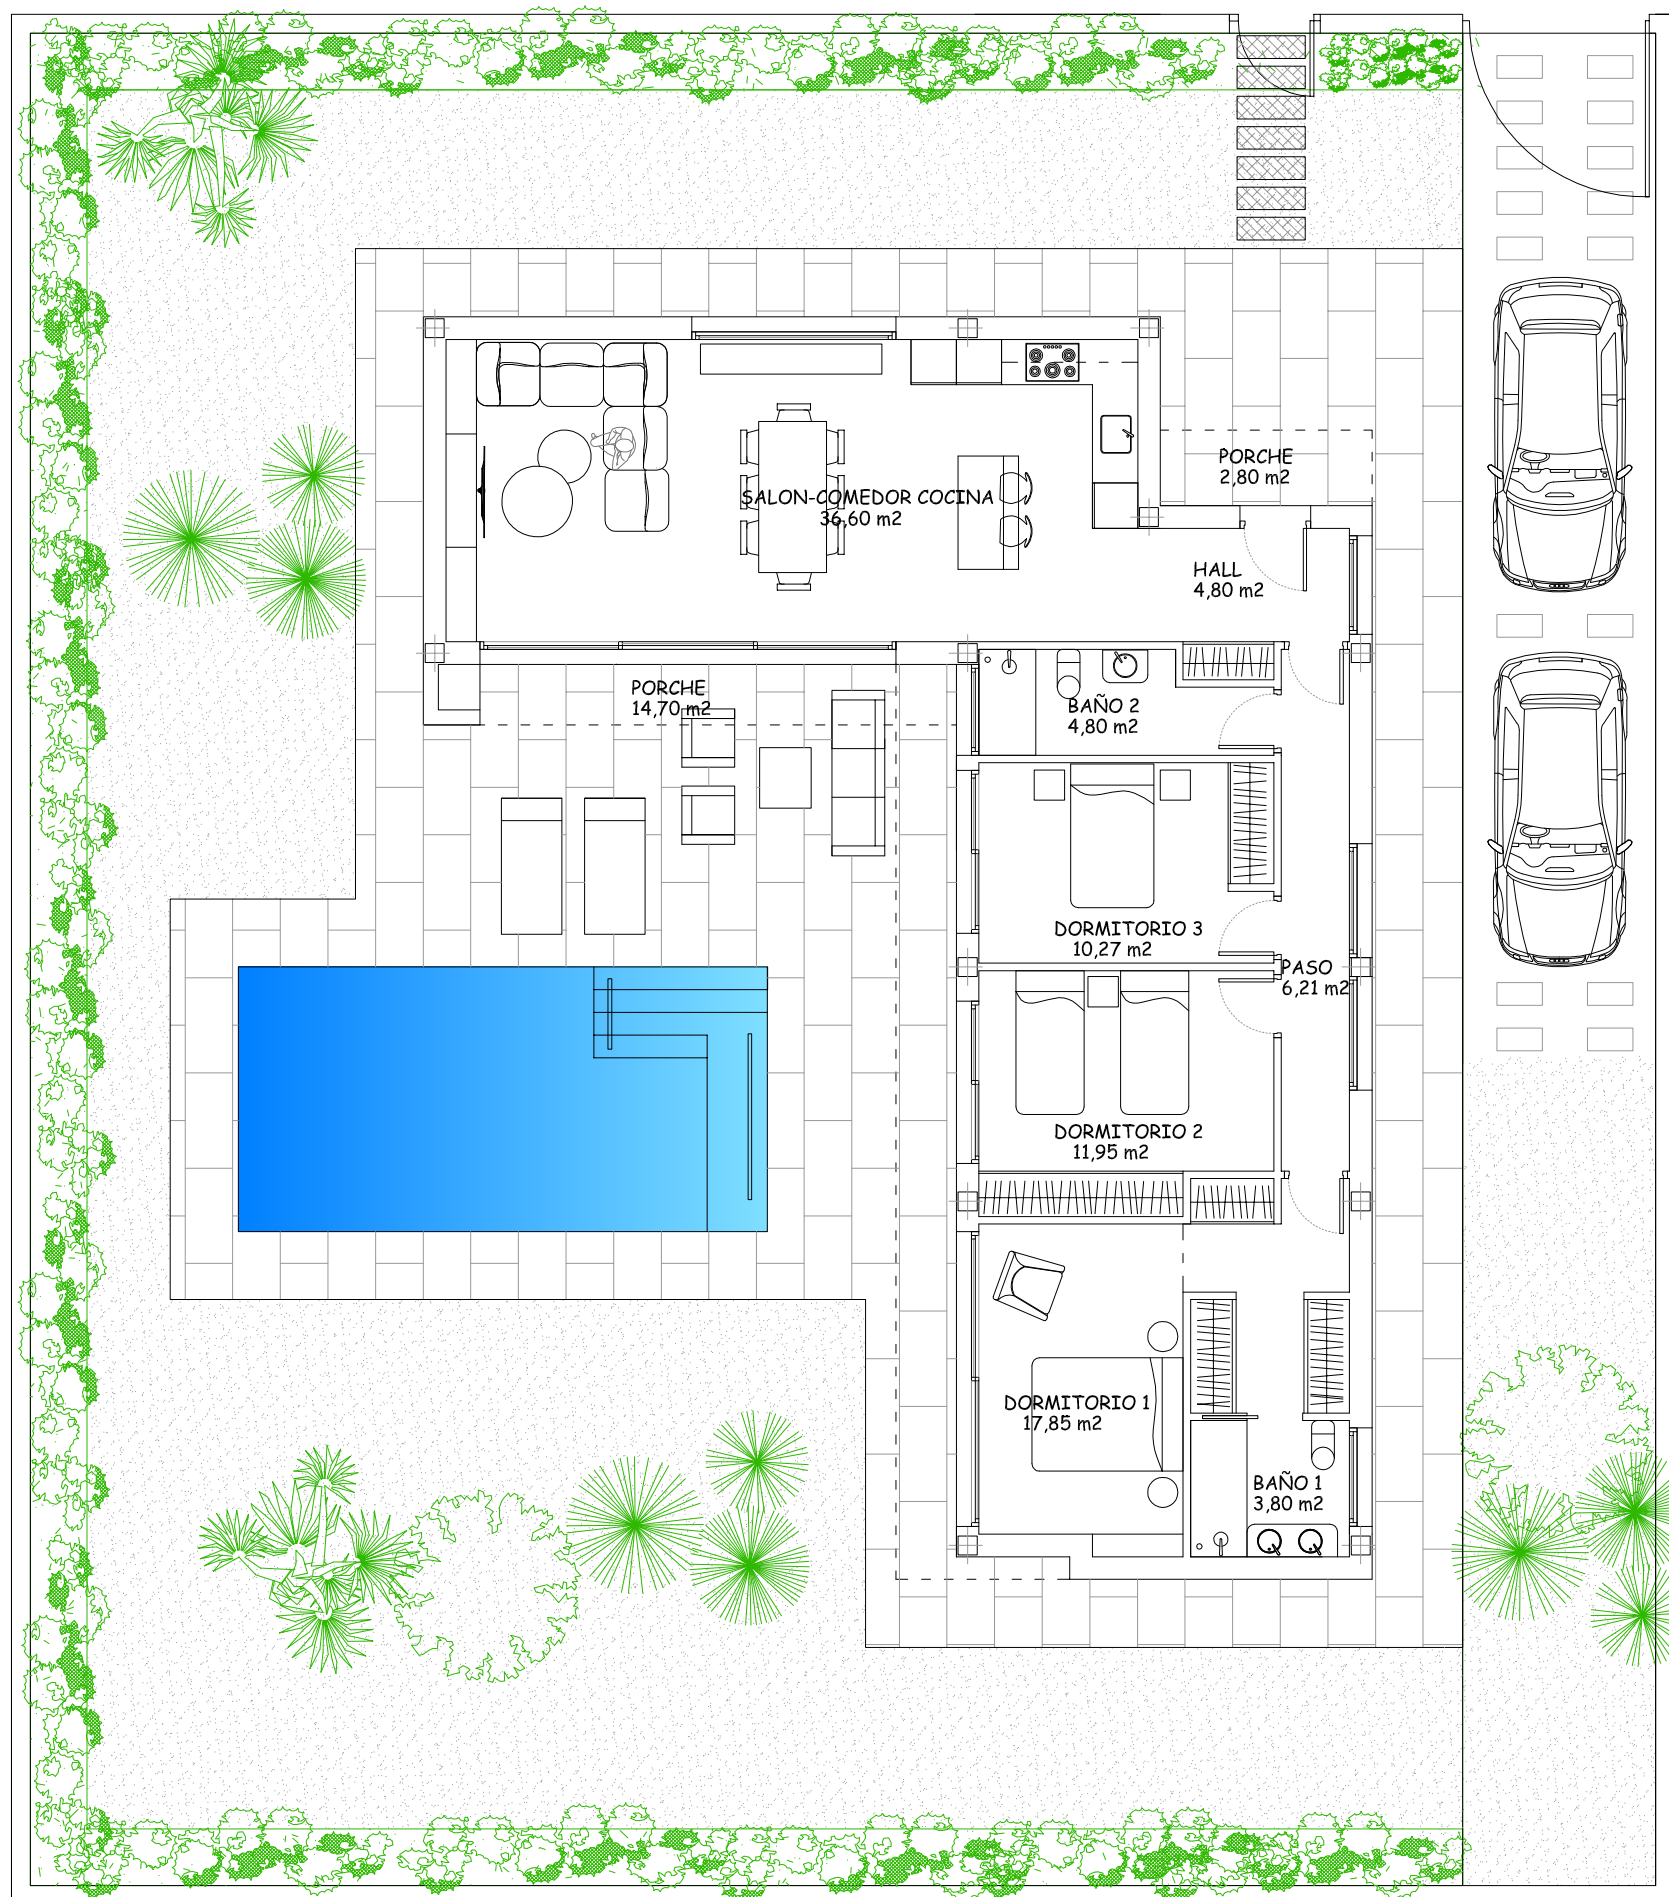 PORCHE
2,80 m2
SALON-COMEDOR COCINA
36,60 m2
HALL
4,80 m2
PORCHE
14,70 m2
BAÑO 2
4,80 m2
DORMITORIO 3
10,27 m2
PASO
6,21 m2
DORMITORIO 2
11,95 m2
DORMITORIO 1
17,85 m2
BAÑO 1
3,80 m2